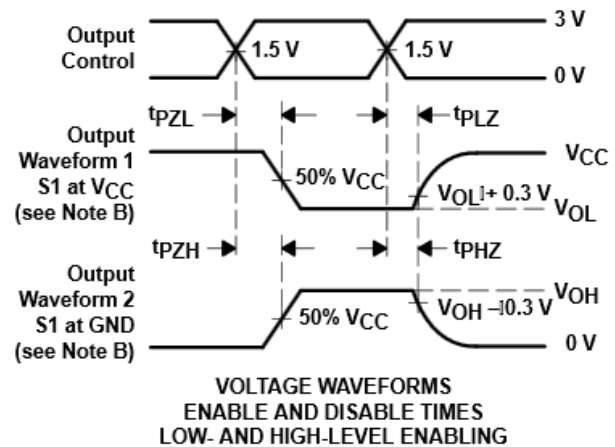 Output
Control
1.5 V
1.5 V
3 V
0 V
tPZL
tPLZ
Output
Waveform 1
S1 at VCC
(see Note B)
50% VCC
VCC
VOL + 0.3 V
VOL
tPZH
tPHZ
Output
Waveform 2
S1 at GND
(see Note B)
50% VCC
VOH
VOH – 0.3 V
0 V
VOLTAGE WAVEFORMS
ENABLE AND DISABLE TIMES
LOW- AND HIGH-LEVEL ENABLING